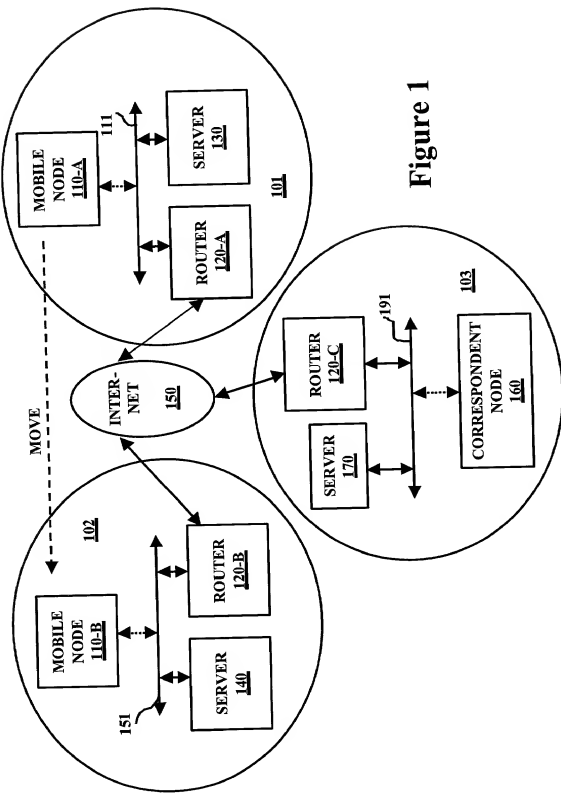 MOVE
102
MOBILE
NODE
110-B
151
SERVER
140
ROUTER
120-B
INTER-
NET
150
MOBILE
NODE
110-A
111
ROUTER
120-A
SERVER
130
101
SERVER
170
ROUTER
120-C
191
CORRESPONDENT
NODE
160
103
Figure 1